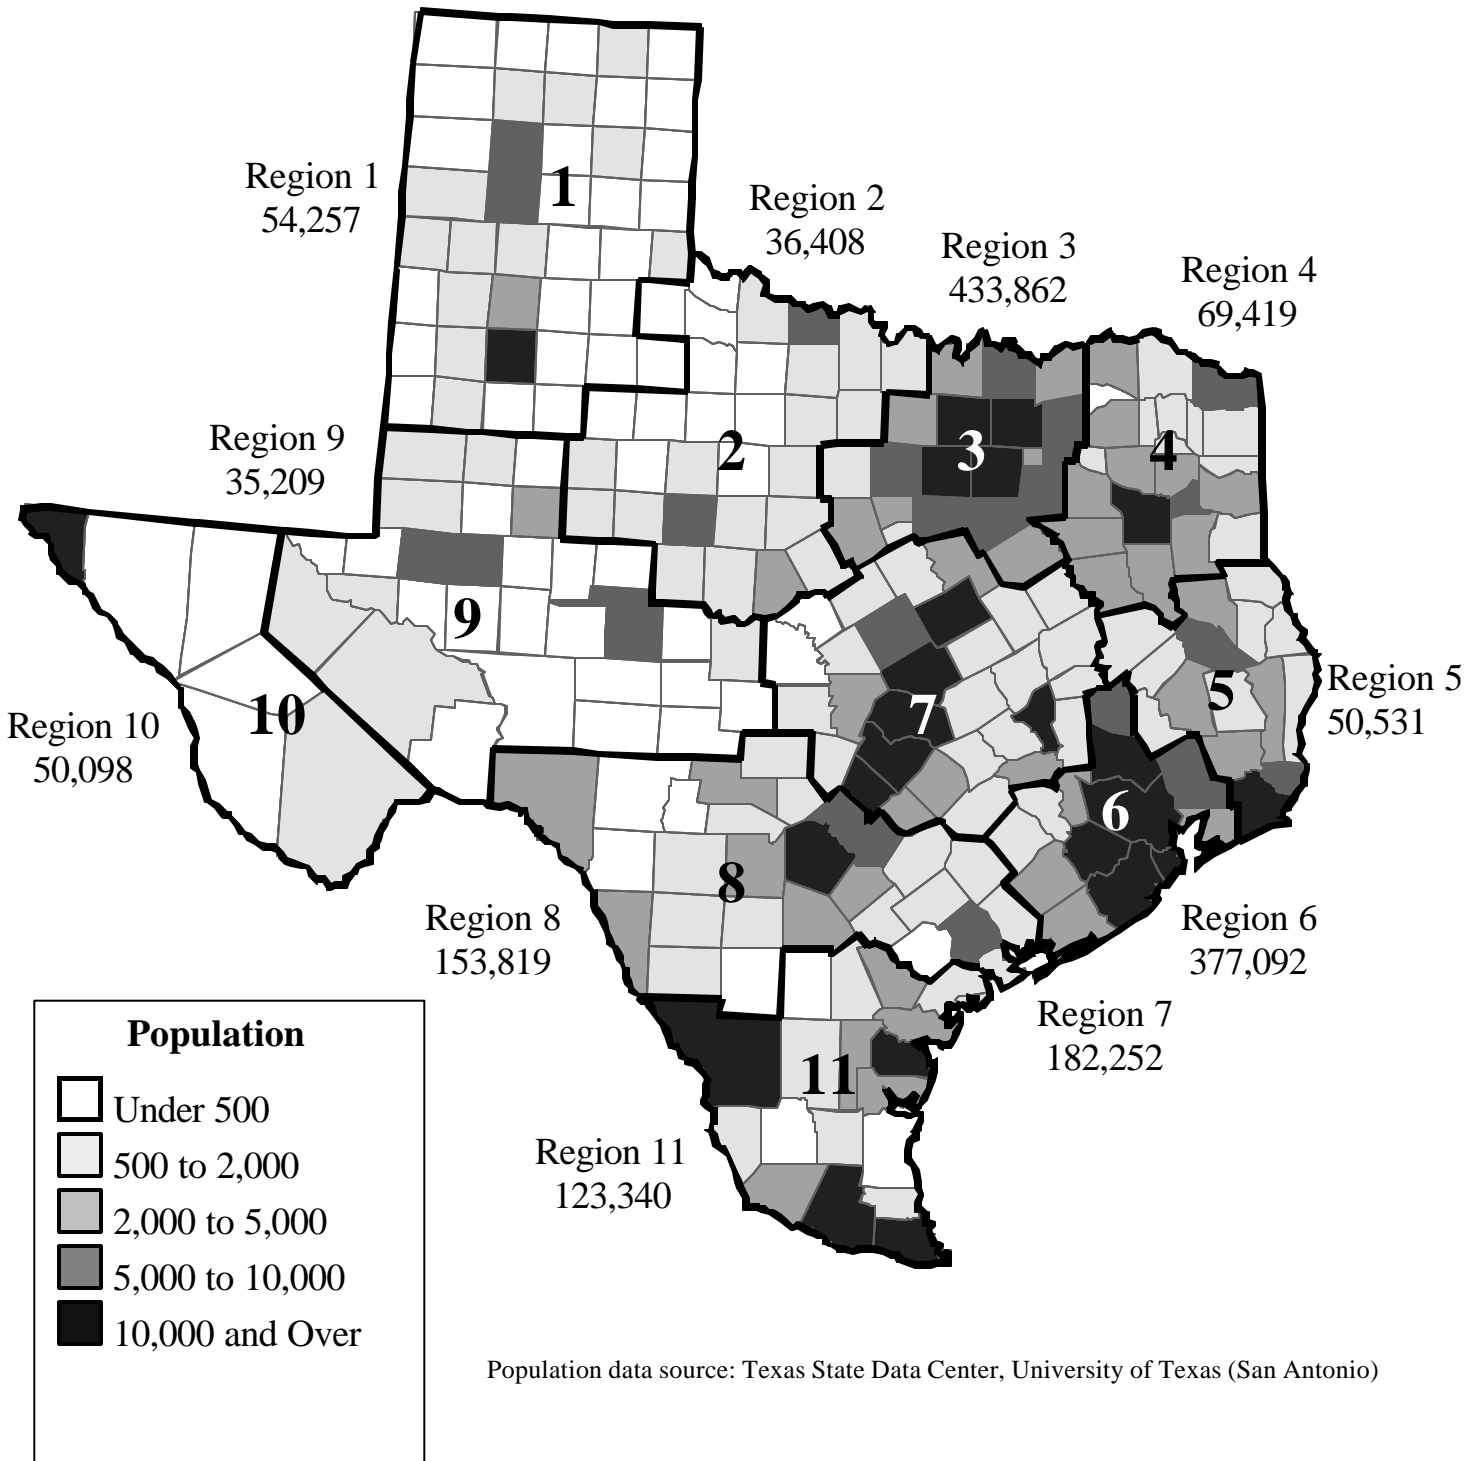 Region 1
54,257
1
Region 2
36,408
Region 3
433,862
Region 4
69,419
Region 9
35,209
2
3
4
9
10
7
5
Region 5
50,531
Region 10
50,098
6
8
Region 8
153,819
Region 6
377,092
Region 7
182,252
11
Region 11
123,340
Population
Under 500
500 to 2,000
2,000 to 5,000
5,000 to 10,000
10,000 and Over
Population data source: Texas State Data Center, University of Texas (San Antonio)